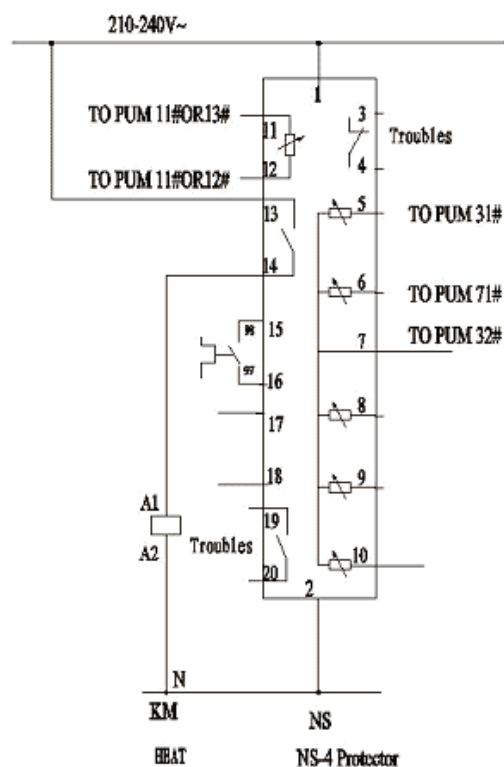 210-240V~
1
3
TO PUM 11#OR13#
11
Troubles
12
4
TO PUM 11#OR12#
5
13
TO PUM 31#
14
6
TO PUM 71#
15
98
TO PUM 32#
7
97
16
17
8
18
9
A1
19
Troubles
A2
10
20
2
N
KM
NS
HEAT
NS-4 Protector